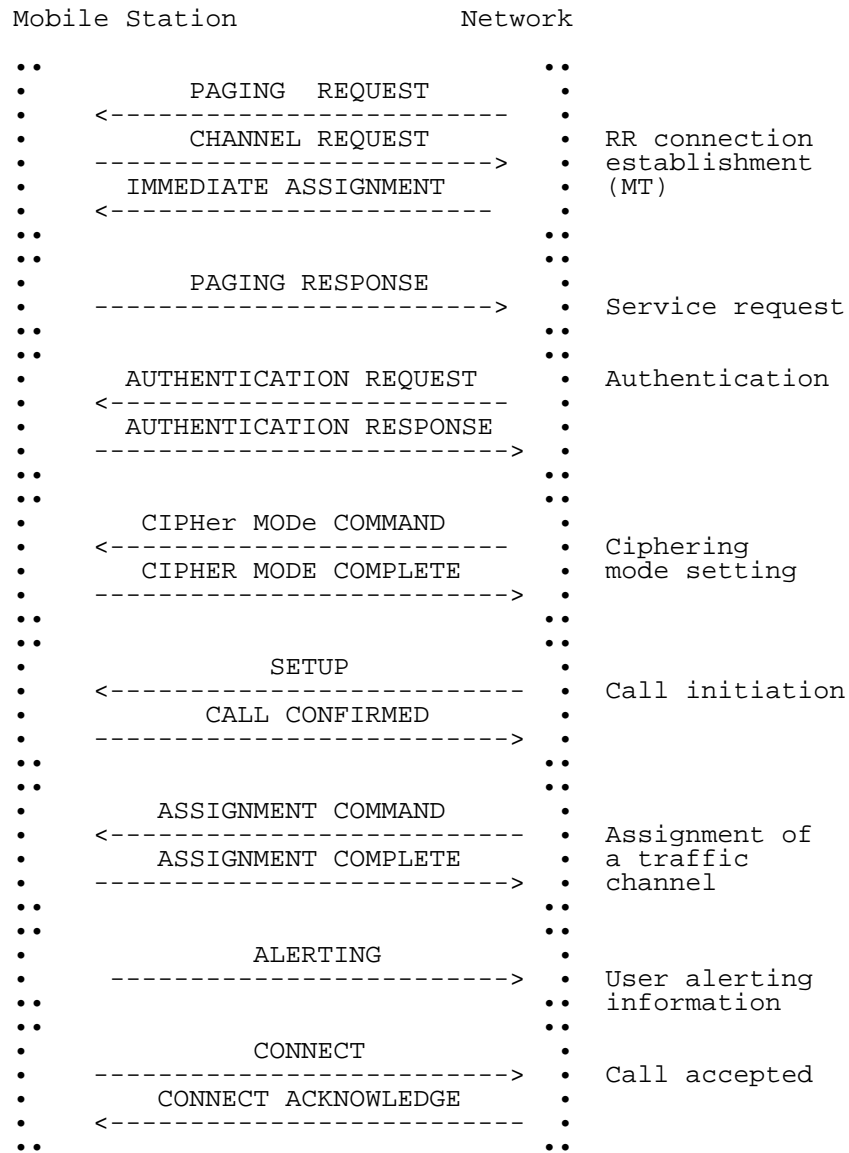 Mobile Station Network
PAGING REQUEST
CHANNEL REQUEST RR connection
establishment
IMMEDIATE ASSIGNMENT (MT)
PAGING RESPONSE
Service request
AUTHENTICATION REQUEST Authentication
AUTHENTICATION RESPONSE
CIPHer MODe COMMAND
Ciphering
CIPHER MODE COMPLETE mode setting
SETUP
Call initiation
CALL CONFIRMED
ASSIGNMENT COMMAND
Assignment of
ASSIGNMENT COMPLETE a traffic
channel
ALERTING
User alerting
information
CONNECT
Call accepted
CONNECT ACKNOWLEDGE